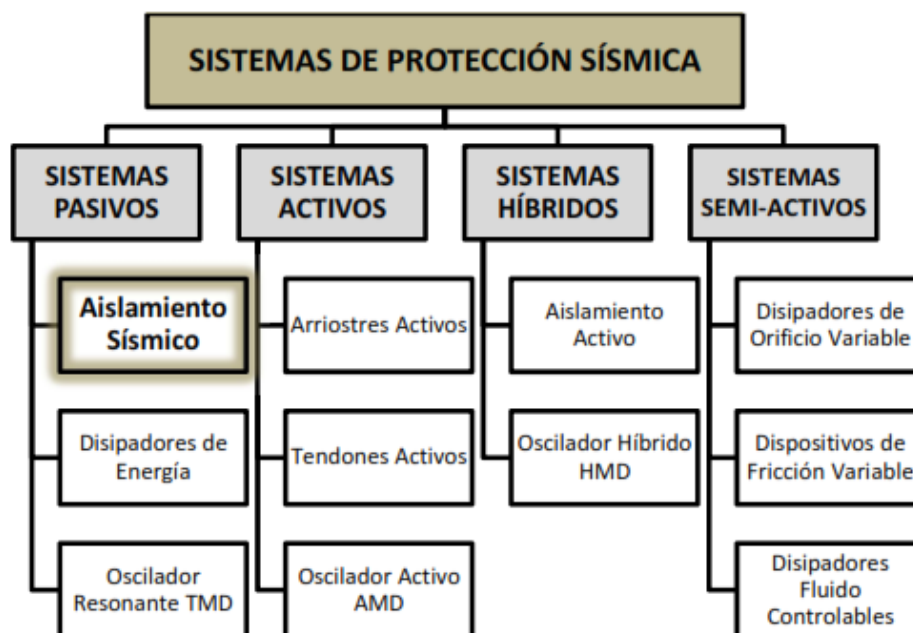 SISTEMAS DE PROTECCIÓN SÍSMICA
SISTEMAS
PASIVOS
Aislamiento
Sísmico
Disipadores de
Energía
Oscilador
Resonante TMD
SISTEMAS
ACTIVOS
Arriostres Activos
Tendones Activos
Oscilador Activo
AMD
SISTEMAS
HÍBRIDOS
Aislamiento
Activo
Oscilador Híbrido
HMD
SISTEMAS
SEMI-ACTIVOS
Disipadores de
Orificio Variable
Dispositivos de
Fricción Variable
Disipadores
Fluido
Controlables